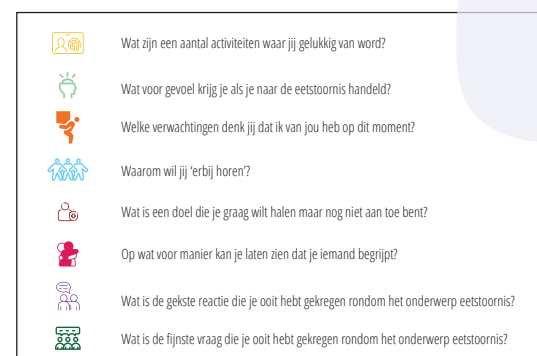 Wat zijn een aantal activiteiten waar jij gelukkig van word?
Wat voor gevoel krijg je als je naar de eetstoornis handeld?
Welke verwachtingen denk jij dat ik van jou heb op dit moment?
Waarom wil jij ‘erbij horen’?
Wat is een doel die je graag wilt halen maar nog niet aan toe bent?
Op wat voor manier kan je laten zien dat je iemand begrijpt?
Wat is de gekste reactie die je ooit hebt gekregen rondom het onderwerp eetstoornis?
Wat is de fijnste vraag die je ooit hebt gekregen rondom het onderwerp eetstoornis?